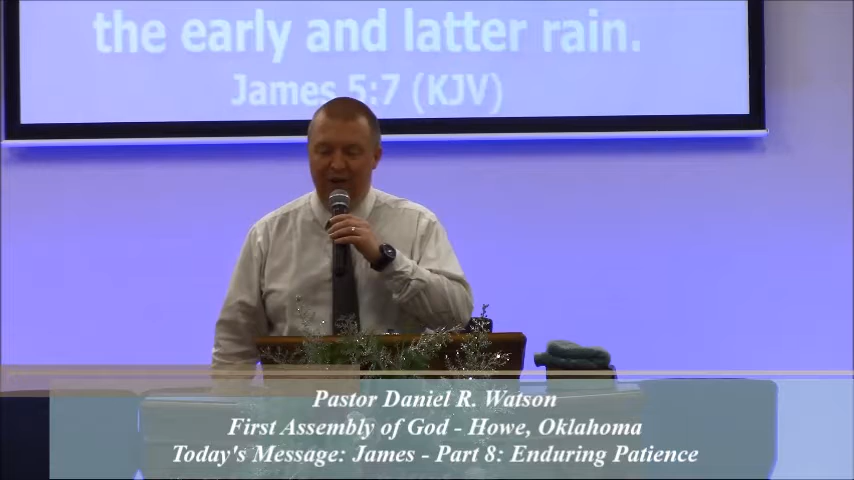 the early and latter rain.
James 5:7 (KJV)
Pastor Daniel R. Watson
First Assembly of God - Howe, Oklahoma
Today's Message: James - Part 8: Enduring Patience